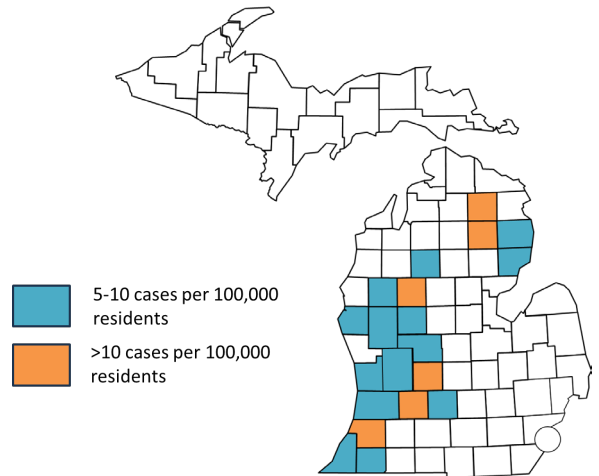 5-10 cases per 100,000
residents
>10 cases per 100,000
residents